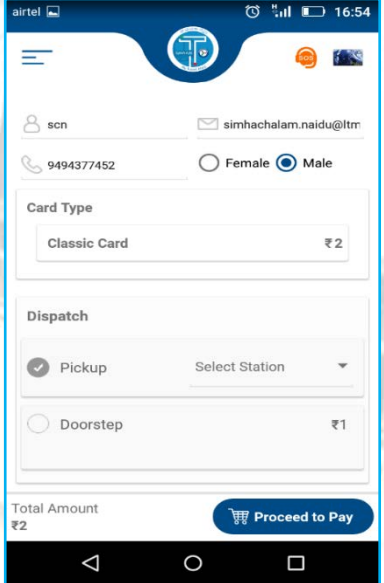 airtel 16:54
SOS
scn simhachalam.naidu@ltm
9494377452 Female Male
Card Type
Classic Card ₹2
Dispatch
Pickup Select Station
Doorstep ₹1
Total Amount
₹2
Proceed to Pay